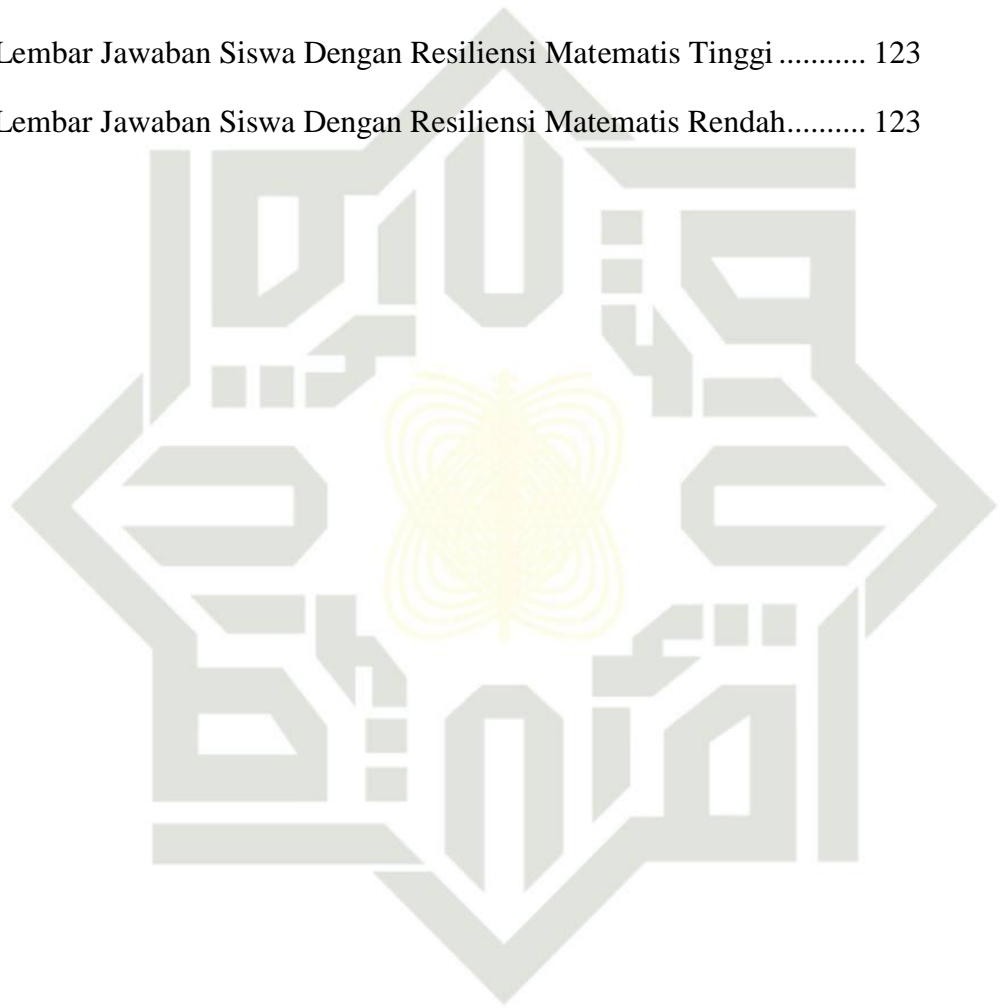 Lembar Jawaban Siswa Dengan Resiliensi Matematis Tinggi ........... 123
Lembar Jawaban Siswa Dengan Resiliensi Matematis Rendah.......... 123